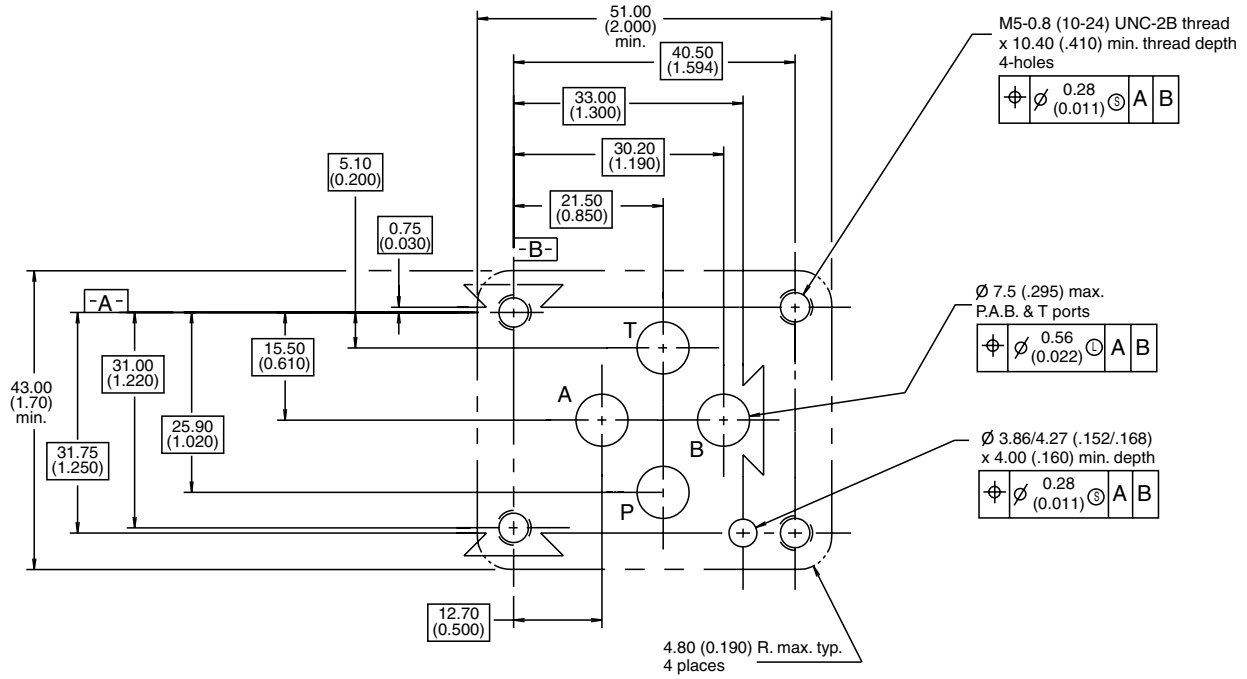 51.00
(2.000)
min.
40.50
(1.594)
33.00
(1.300)
30.20
(1.190)
21.50
(0.850)
5.10
(0.200)
0.75
(0.030)
-B-
-A-
M5-0.8 (10-24) UNC-2B thread
x 10.40 (.410) min. thread depth
4-holes
⌖ Ø 0.28 Ⓢ A B
(0.011)
Ø 7.5 (.295) max.
P.A.B. & T ports
⌖ Ø 0.56 Ⓛ A B
(0.022)
Ø 3.86/4.27 (.152/.168)
x 4.00 (.160) min. depth
⌖ Ø 0.28 Ⓢ A B
(0.011)
T
A
B
P
15.50
(0.610)
31.00
(1.220)
25.90
(1.020)
43.00
(1.70)
min.
31.75
(1.250)
12.70
(0.500)
4.80 (0.190) R. max. typ.
4 places